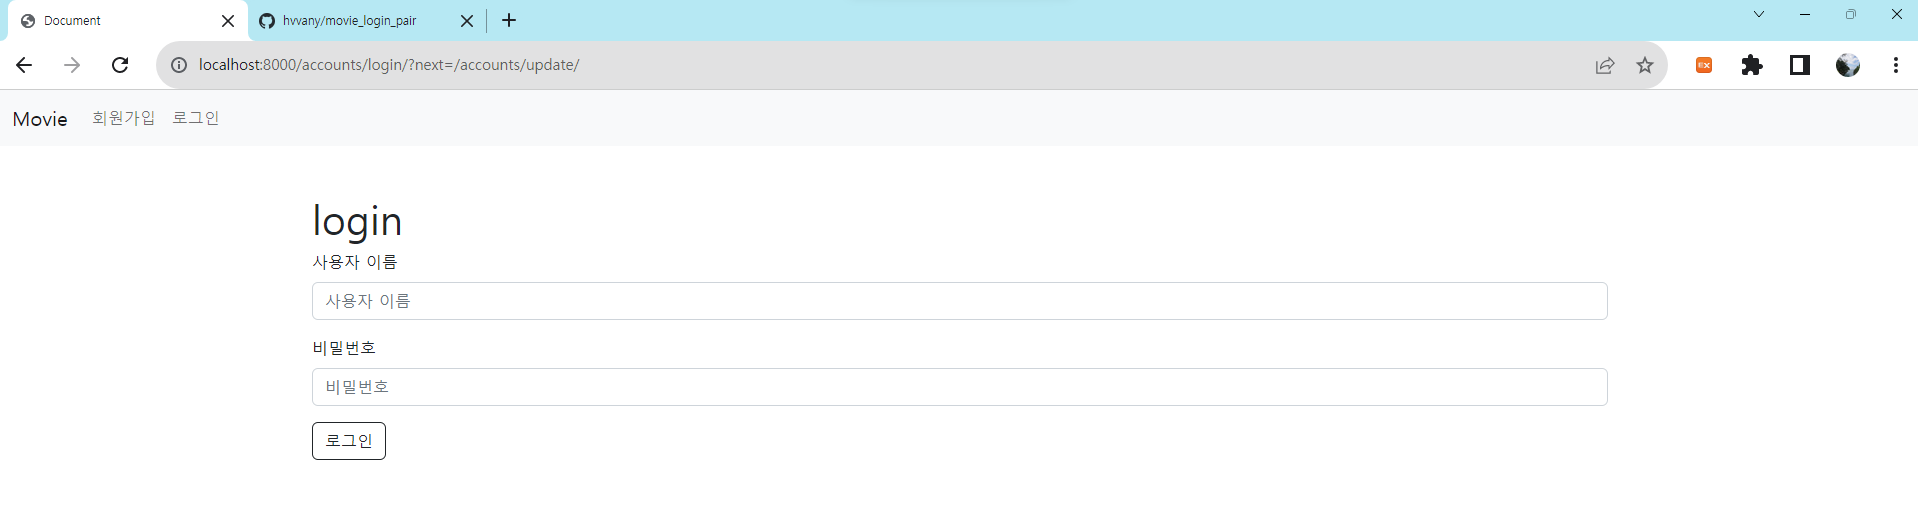 Document
hvvany/movie_login_pair
localhost:8000/accounts/login/?next=/accounts/update/
EX
Movie 회원가입 로그인
login
사용자 이름
사용자 이름
비밀번호
비밀번호
로그인